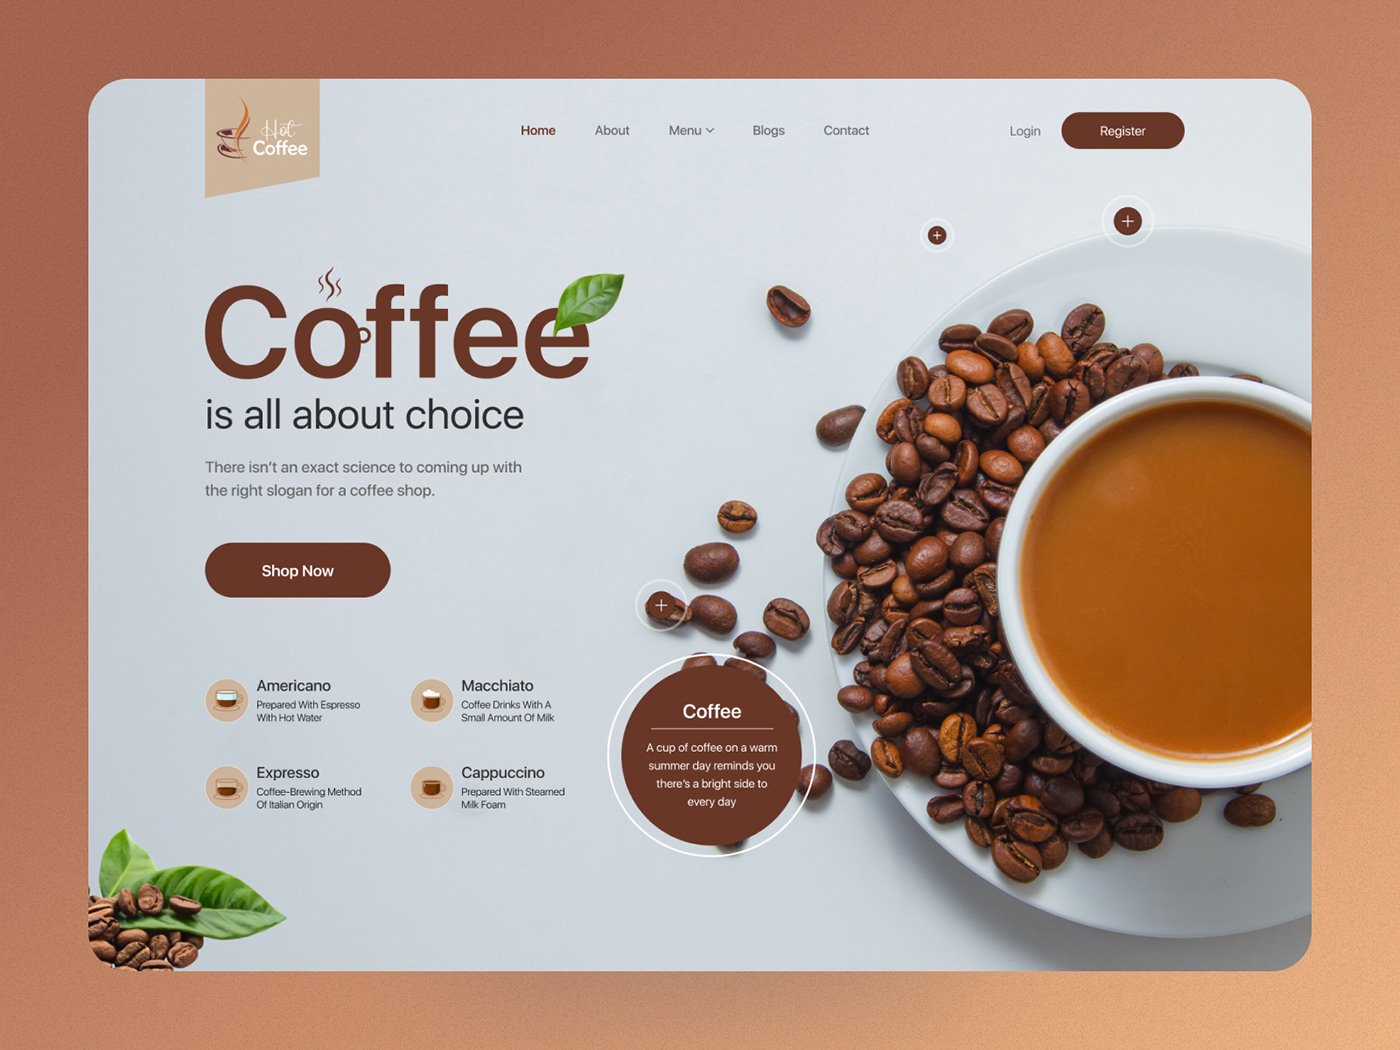 Hot
Coffee
Home
About
Menu
Blogs
Contact
Login
Register
Coffee
is all about choice
There isn't an exact science to coming up with
the right slogan for a coffee shop.
Shop Now
Americano
Prepared With Espresso
With Hot Water
Macchiato
Coffee Drinks With A
Small Amount Of Milk
Expresso
Coffee-Brewing Method
Of Italian Origin
Cappuccino
Prepared With Steamed
Milk Foam
Coffee
A cup of coffee on a warm
summer day reminds you
there's a bright side to
every day